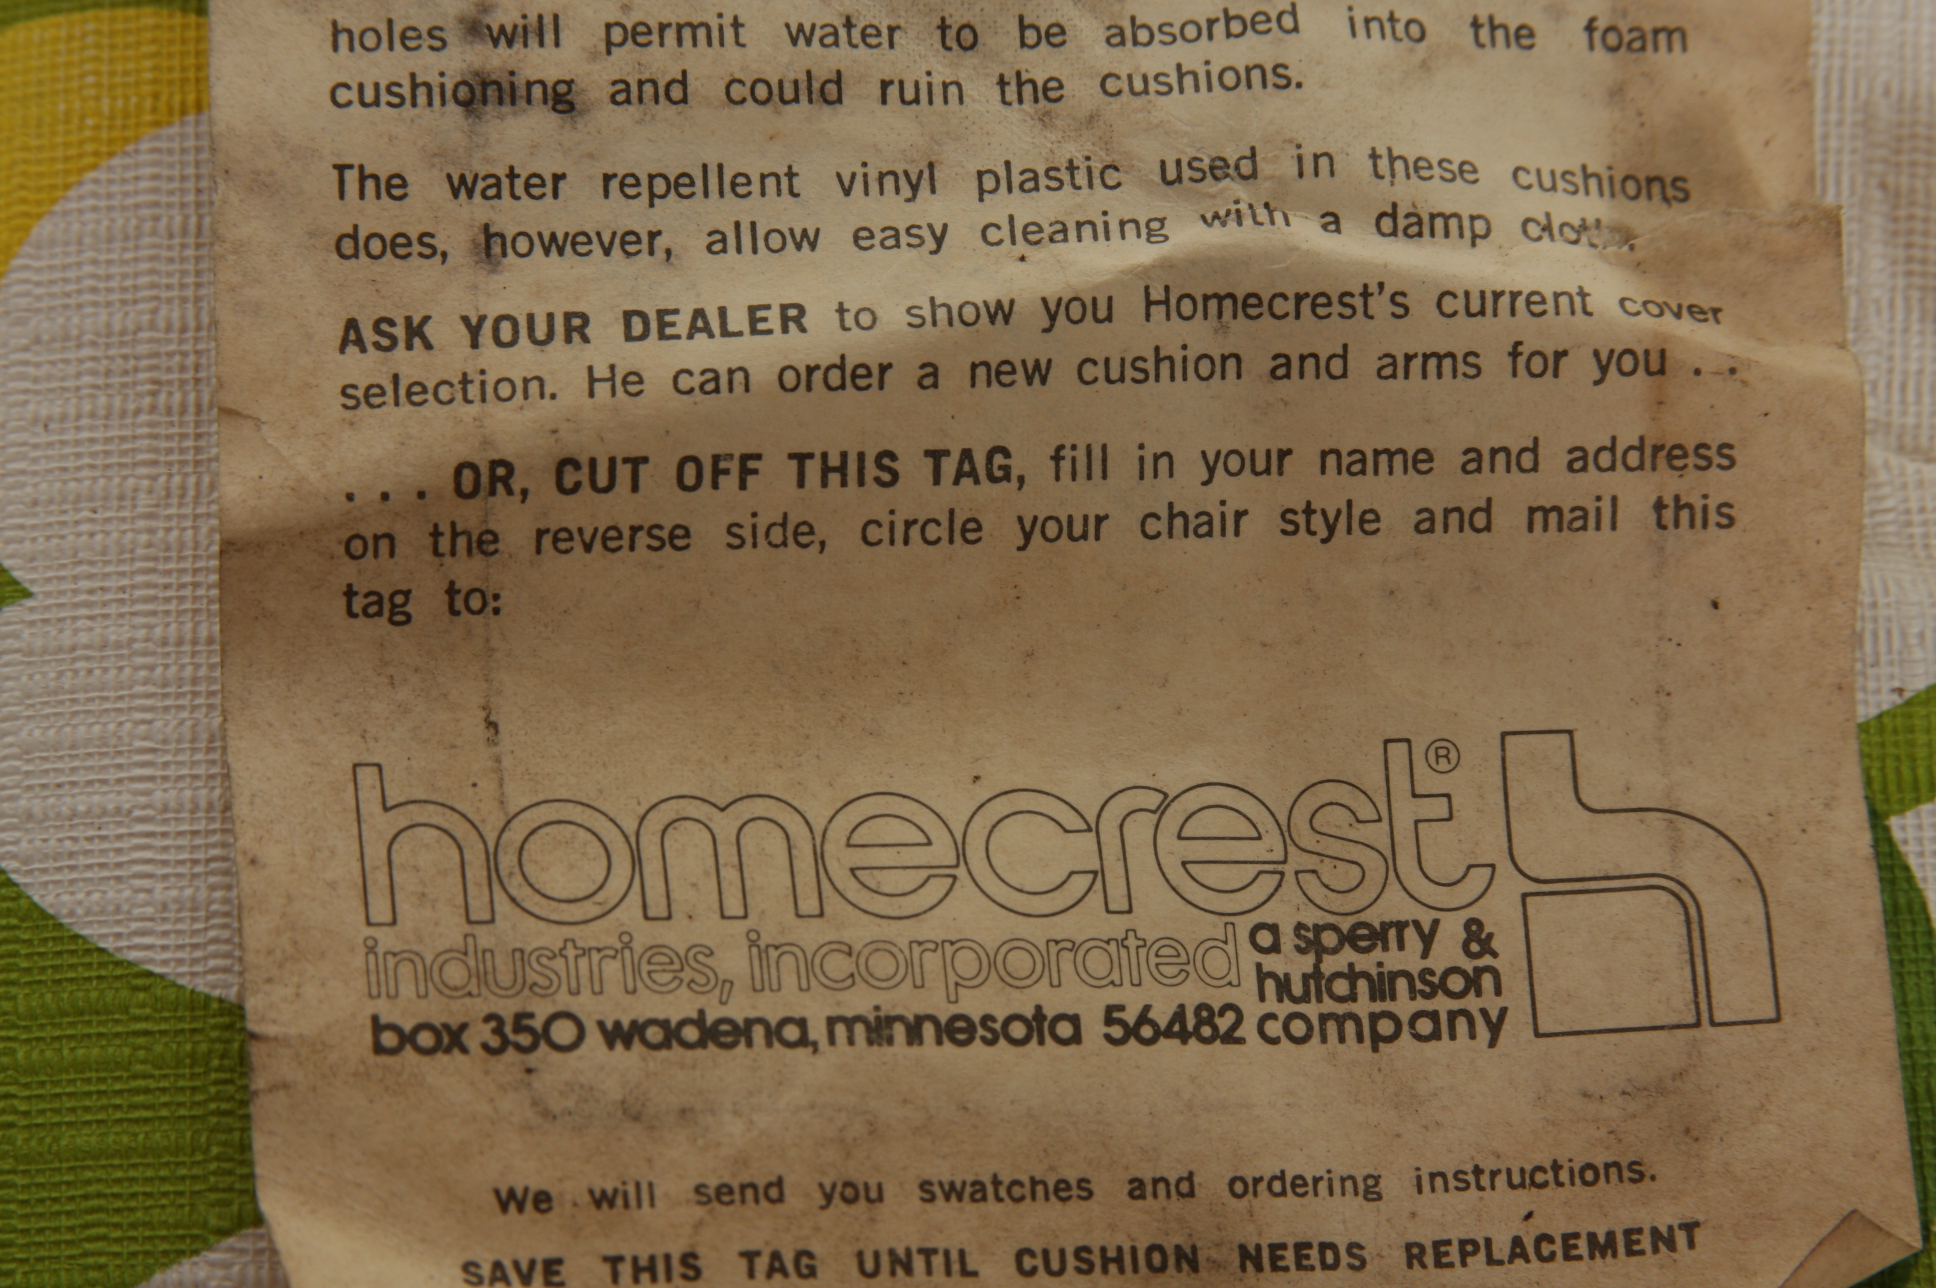 holes will permit water to be absorbed into the foam
cushioning and could ruin the cushions.
The water repellent vinyl plastic used in these cushions
does, however, allow easy cleaning with a damp cloth.
ASK YOUR DEALER to show you Homecrest's current cover
selection. He can order a new cushion and arms for you . .
. . . OR, CUT OFF THIS TAG, fill in your name and address
on the reverse side, circle your chair style and mail this
tag to:
homecrest® h
industries, incorporated a sperry &
hutchinson
box 350 wadena, minnesota 56482 company
We will send you swatches and ordering instructions.
SAVE THIS TAG UNTIL CUSHION NEEDS REPLACEMENT